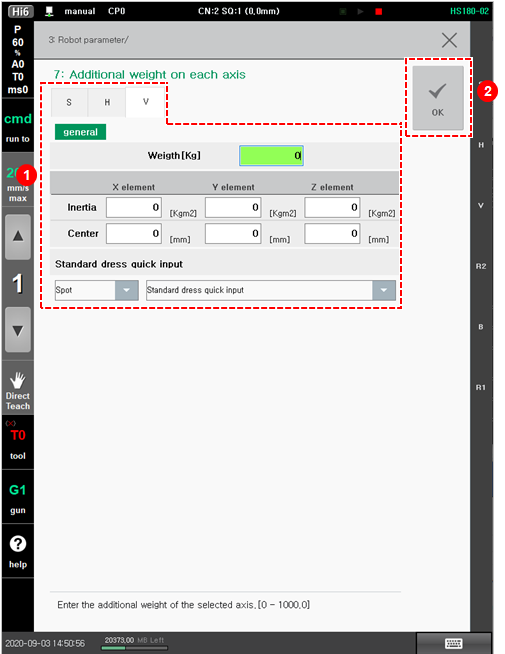 Hi6 manual CP0 CN:2 SQ:1 (0,0mm) HS180-02
P
60
%
A0
T0
ms0
cmd
run to
mm/s
max
1
Direct
Teach
(X)
T0
tool
G1
gun
?
help
3: Robot parameter/
7: Additional weight on each axis
S H V
general
Weigth[Kg] 0
X element Y element Z element
Inertia 0 [Kgm2] 0 [Kgm2] 0 [Kgm2]
Center 0 [mm] 0 [mm] 0 [mm]
Standard dress quick input
Spot Standard dress quick input
1
OK
2
H
V
R2
B
R1
Enter the additional weight of the selected axis,[0 - 1000,0]
2020-09-03 14:50:56 20373,00 MB Left